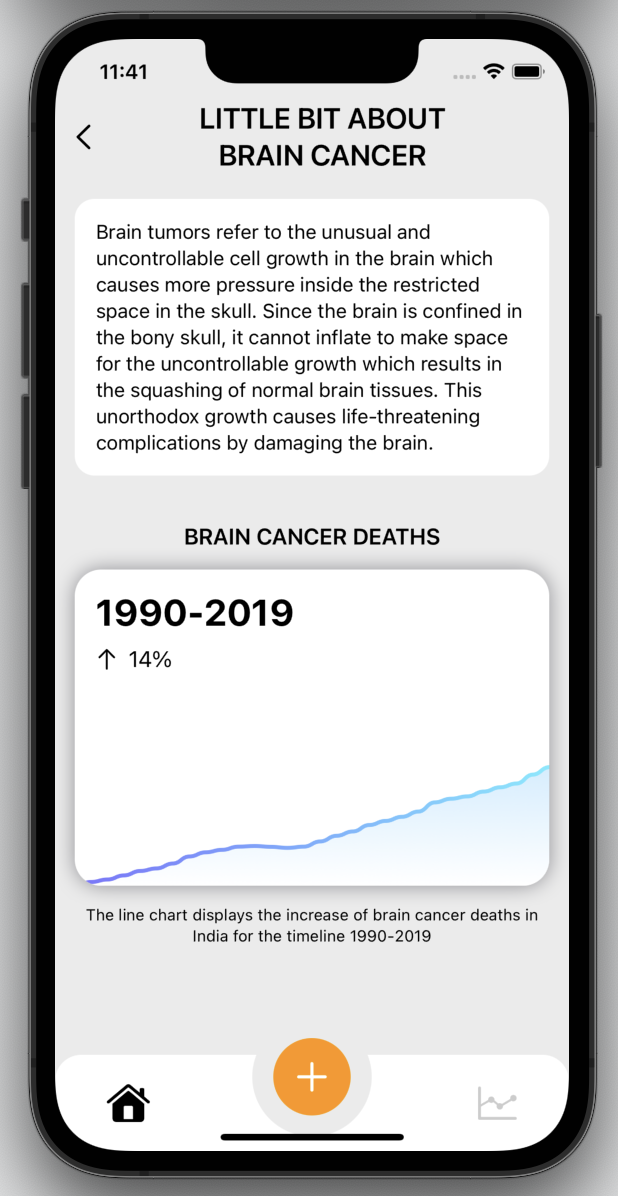 11:41
LITTLE BIT ABOUT
BRAIN CANCER
Brain tumors refer to the unusual and
uncontrollable cell growth in the brain which
causes more pressure inside the restricted
space in the skull. Since the brain is confined in
the bony skull, it cannot inflate to make space
for the uncontrollable growth which results in
the squashing of normal brain tissues. This
unorthodox growth causes life-threatening
complications by damaging the brain.
BRAIN CANCER DEATHS
1990-2019
↑ 14%
The line chart displays the increase of brain cancer deaths in
India for the timeline 1990-2019